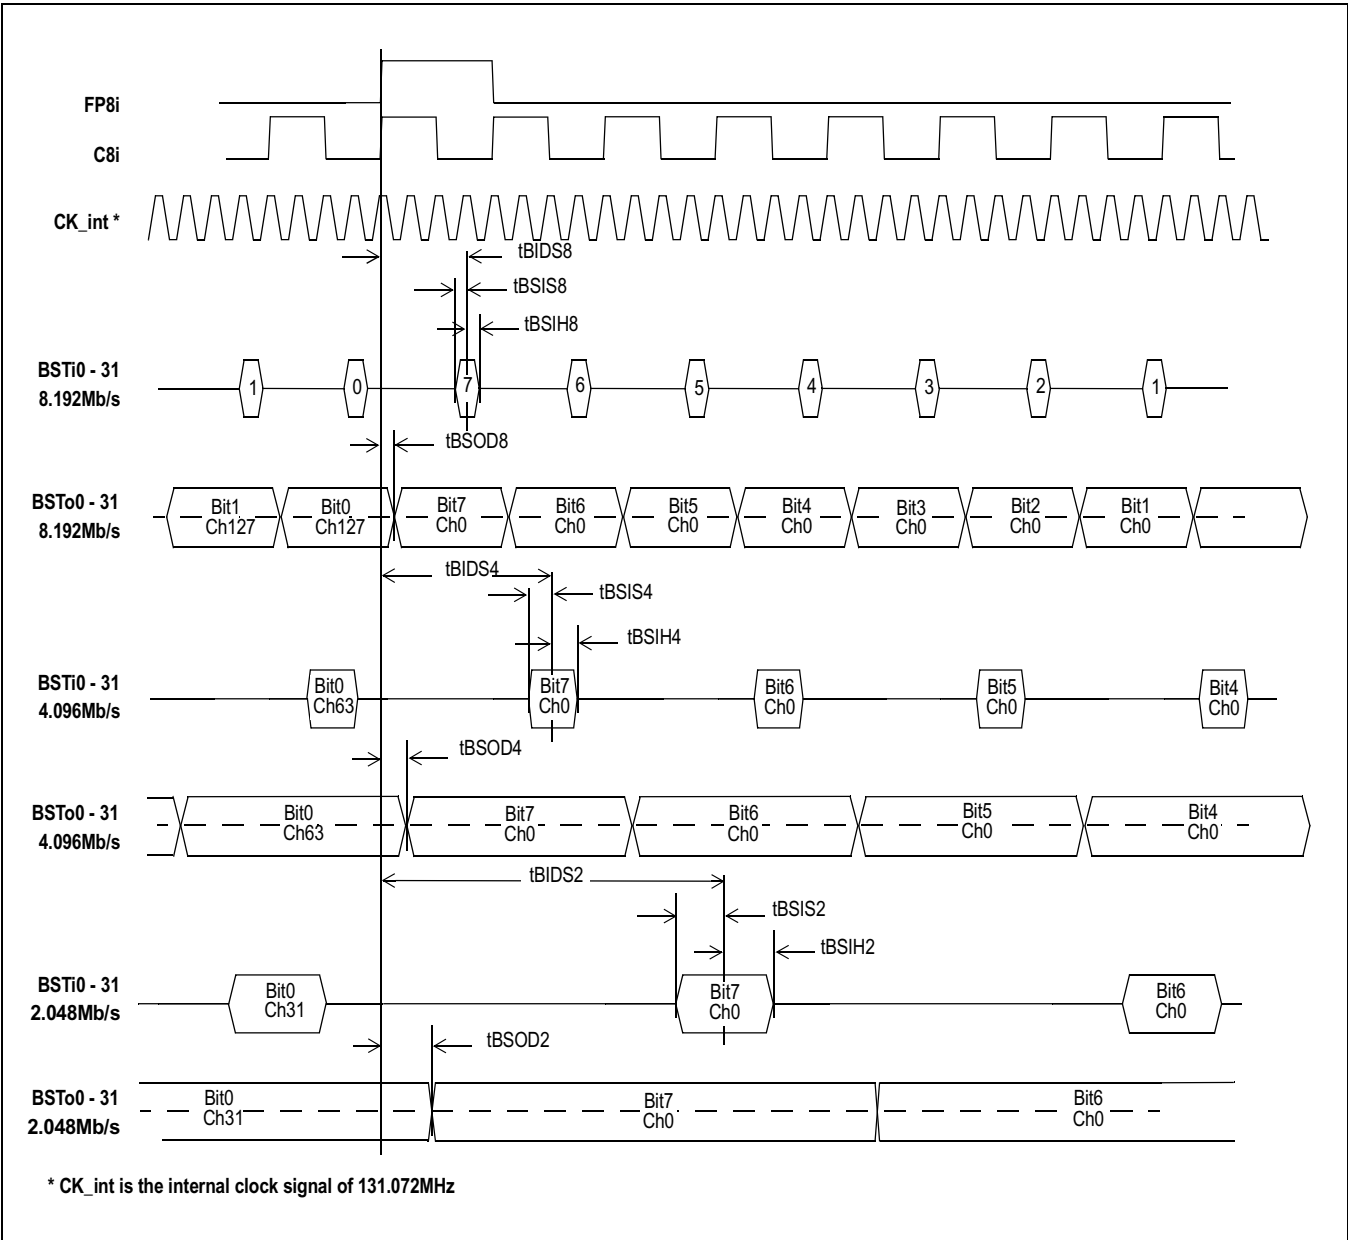 FP8i
C8i
CK_int *
tBIDS8
tBSIS8
tBSIH8
BSTi0 - 31
8.192Mb/s
1 0 7 6 5 4 3 2 1
tBSOD8
BSTo0 - 31
8.192Mb/s
Bit1 Bit0 Bit7 Bit6 Bit5 Bit4 Bit3 Bit2 Bit1
Ch127 Ch127 Ch0 Ch0 Ch0 Ch0 Ch0 Ch0 Ch0
tBIDS4
tBSIS4
tBSIH4
BSTi0 - 31
4.096Mb/s
Bit0 Bit7 Bit6 Bit5 Bit4
Ch63 Ch0 Ch0 Ch0 Ch0
tBSOD4
BSTo0 - 31
4.096Mb/s
Bit0 Bit7 Bit6 Bit5 Bit4
Ch63 Ch0 Ch0 Ch0 Ch0
tBIDS2
tBSIS2
tBSIH2
BSTi0 - 31
2.048Mb/s
Bit0 Bit7 Bit6
Ch31 Ch0 Ch0
tBSOD2
BSTo0 - 31
2.048Mb/s
Bit0 Bit7 Bit6
Ch31 Ch0 Ch0
* CK_int is the internal clock signal of 131.072MHz